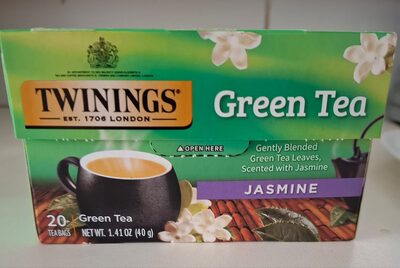 TWININGS®
EST. 1706 LONDON
Green Tea
▲OPEN HERE
Gently Blended
Green Tea Leaves,
Scented with Jasmine
JASMINE
20
TEA BAGS
Green Tea
NET WT. 1.41 OZ (40 g)